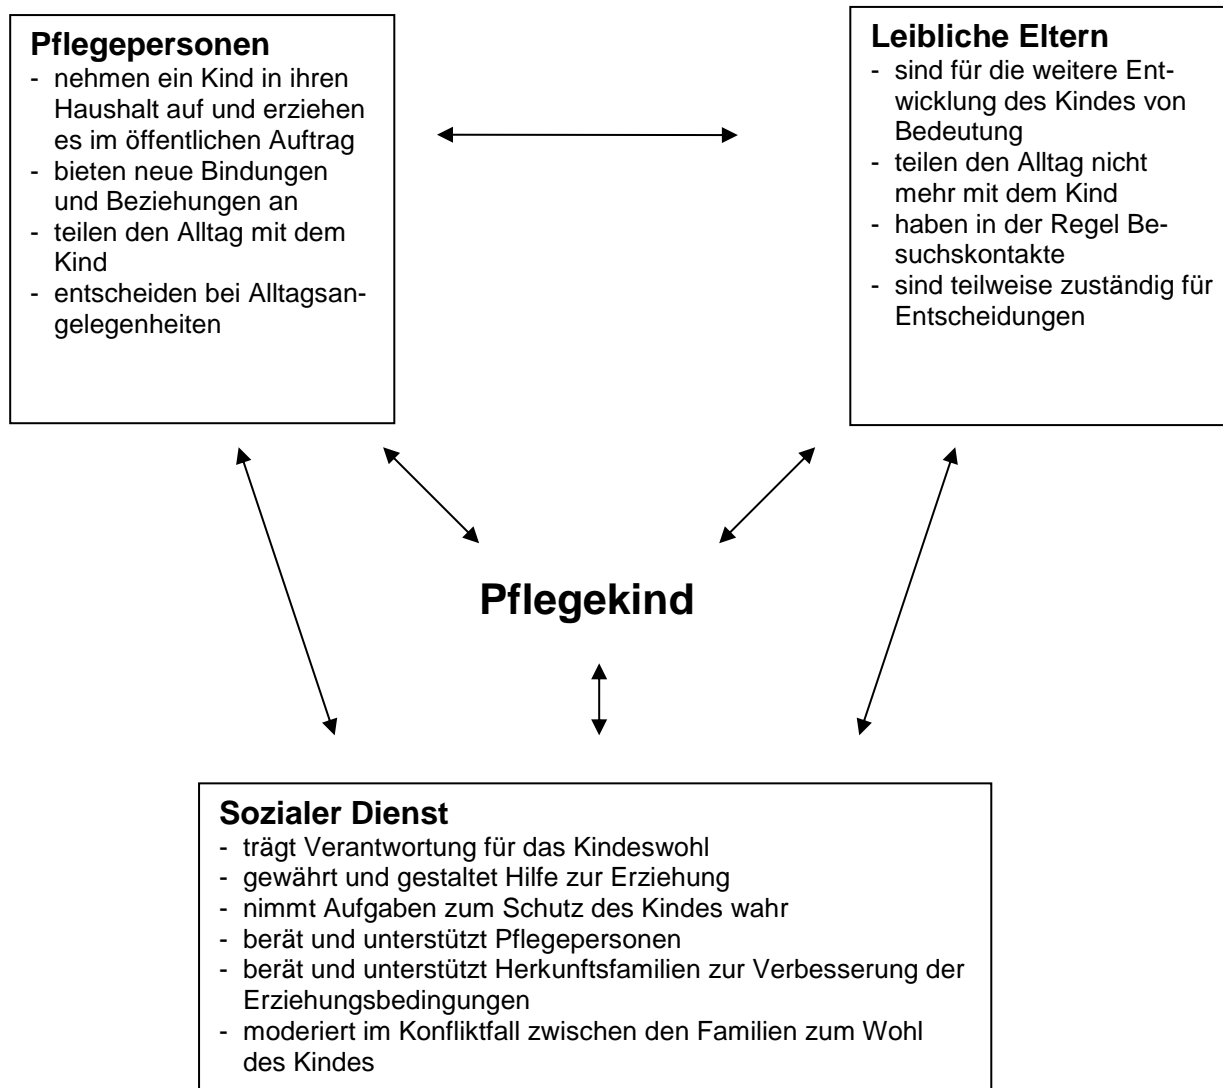 Pflegepersonen
- nehmen ein Kind in ihren
Haushalt auf und erziehen
es im öffentlichen Auftrag
- bieten neue Bindungen
und Beziehungen an
- teilen den Alltag mit dem
Kind
- entscheiden bei Alltagsan-
gelegenheiten
Leibliche Eltern
- sind für die weitere Ent-
wicklung des Kindes von
Bedeutung
- teilen den Alltag nicht
mehr mit dem Kind
- haben in der Regel Be-
suchskontakte
- sind teilweise zuständig für
Entscheidungen
Pflegekind
Sozialer Dienst
- trägt Verantwortung für das Kindeswohl
- gewährt und gestaltet Hilfe zur Erziehung
- nimmt Aufgaben zum Schutz des Kindes wahr
- berät und unterstützt Pflegepersonen
- berät und unterstützt Herkunftsfamilien zur Verbesserung der
Erziehungsbedingungen
- moderiert im Konfliktfall zwischen den Familien zum Wohl
des Kindes